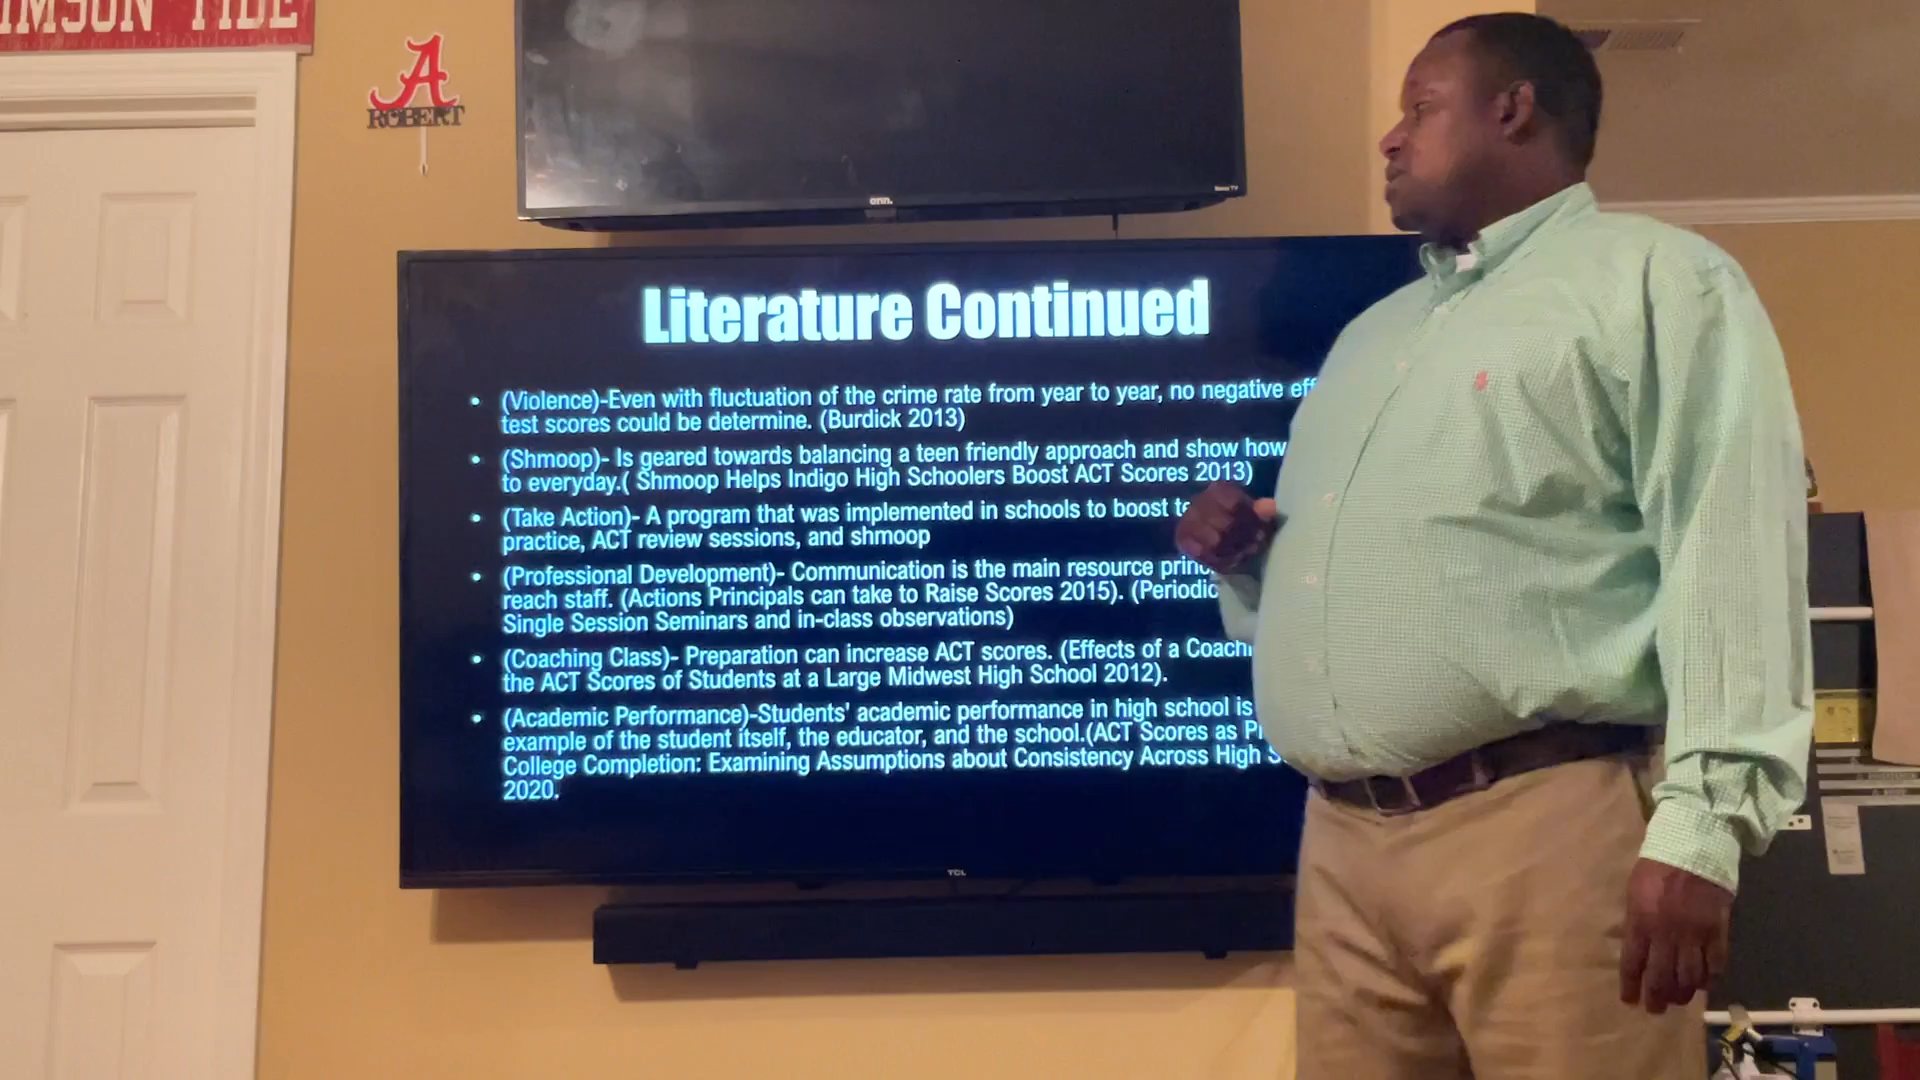 TIDE
A
ROBERT
onn.
Roku TV
Literature Continued
• (Violence)-Even with fluctuation of the crime rate from year to year, no negative
test scores could be determine. (Burdick 2013)
• (Shmoop)- Is geared towards balancing a teen friendly approach and show how
to everyday.( Shmoop Helps Indigo High Schoolers Boost ACT Scores 2013)
• (Take Action)- A program that was implemented in schools to boost
practice, ACT review sessions, and shmoop
• (Professional Development)- Communication is the main resource
reach staff. (Actions Principals can take to Raise Scores 2015). (Periodic
Single Session Seminars and in-class observations)
• (Coaching Class)- Preparation can increase ACT scores. (Effects of a
the ACT Scores of Students at a Large Midwest High School 2012).
• (Academic Performance)-Students' academic performance in high school is
example of the student itself, the educator, and the school.(ACT Scores as
College Completion: Examining Assumptions about Consistency Across High
2020.
TCL